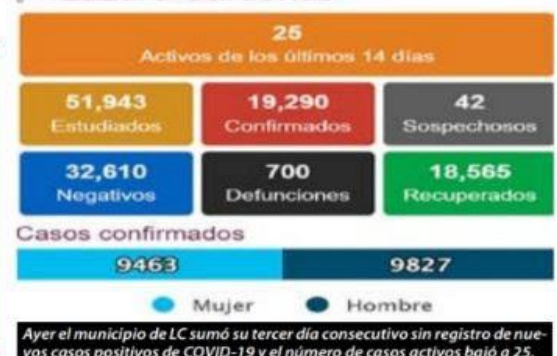 25
Activos de los últimos 14 días
51,943
Estudiados
19,290
Confirmados
42
Sospechosos
32,610
Negativos
700
Defunciones
18,565
Recuperados
Casos confirmados
9463 9827
Mujer Hombre
Ayer el municipio de LC sumó su tercer día consecutivo sin registro de nue-
vos casos positivos de COVID-19 y el número de casos activos bajó a 25.